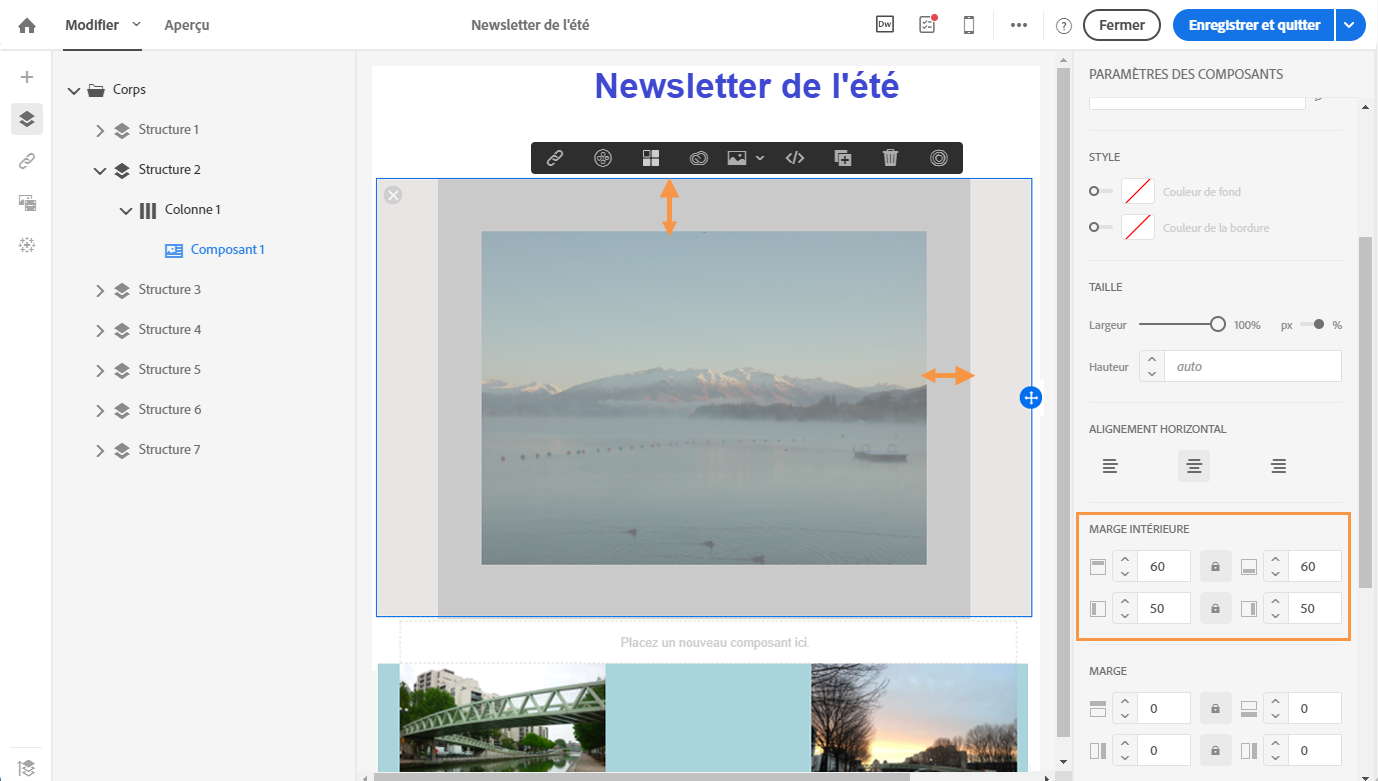 Modifier
Aperçu
Newsletter de l'été
Dw
?
Fermer
Enregistrer et quitter
Corps
Structure 1
Structure 2
Colonne 1
Composant 1
Structure 3
Structure 4
Structure 5
Structure 6
Structure 7
Newsletter de l'été
Placez un nouveau composant ici.
PARAMÈTRES DES COMPOSANTS
STYLE
Couleur de fond
Couleur de la bordure
TAILLE
Largeur 100% px %
Hauteur auto
ALIGNEMENT HORIZONTAL
MARGE INTÉRIEURE
60 60
50 50
MARGE
0 0
0 0